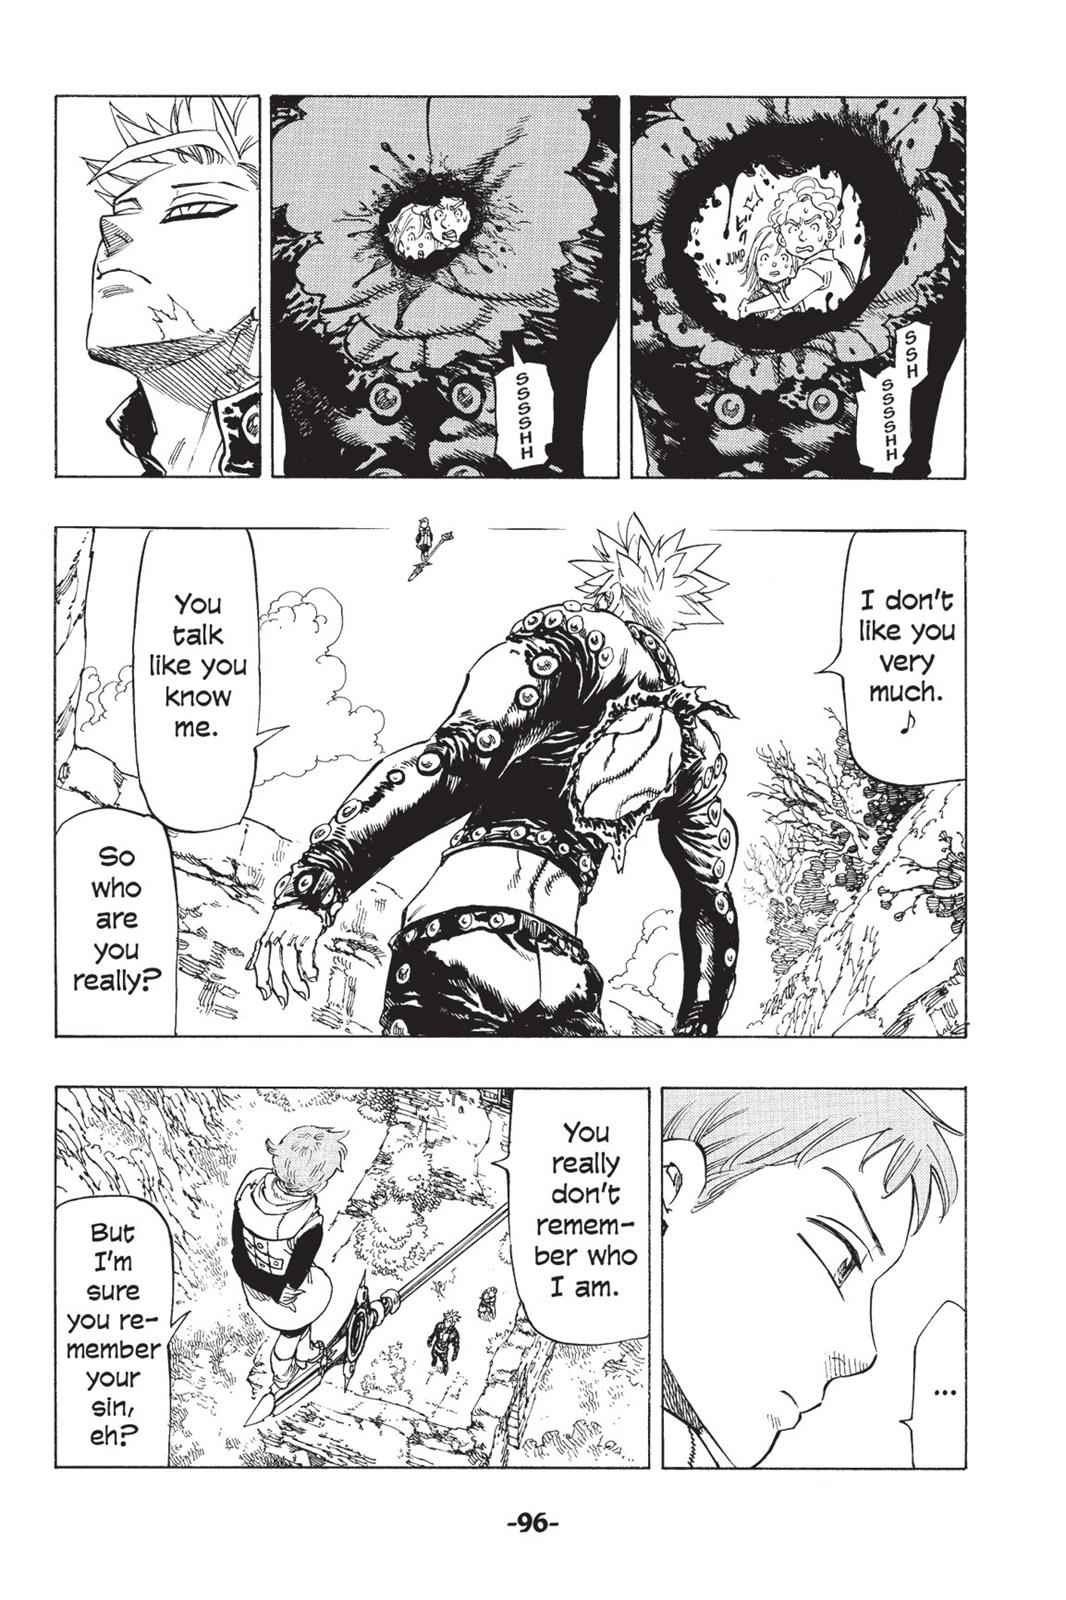 JUMP
SSH
SSSSHH
SSSSHH
I don't
like you
very
much.
♪
You
talk
like you
know
me.
So
who
are
you
really?
...
You
really
don't
remem-
ber who
I am.
But
I'm
sure
you re-
member
your
sin,
eh?
-96-